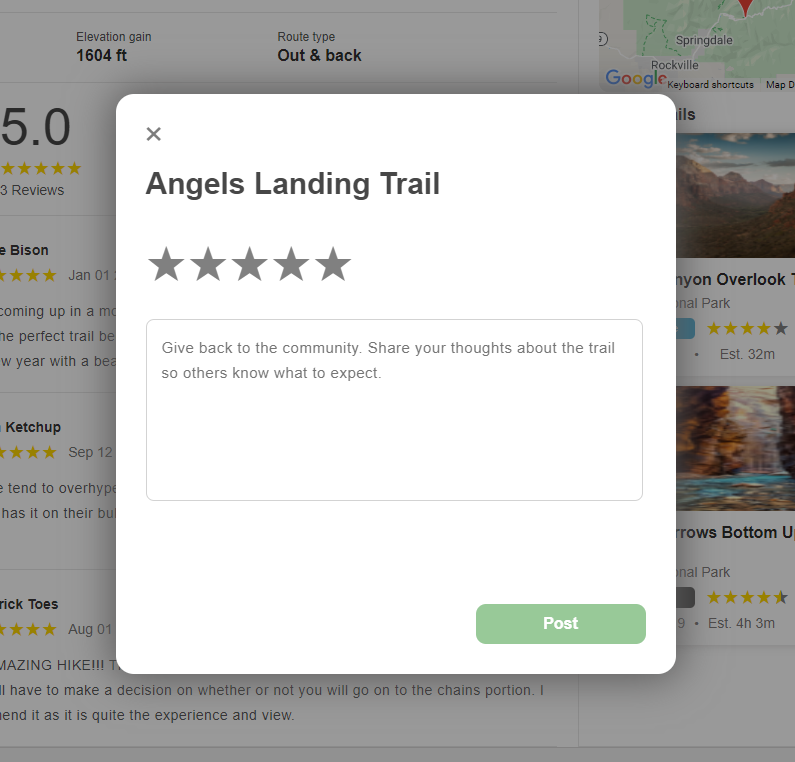 Elevation gain
1604 ft
Route type
Out & back
Springdale
Rockville
Google
Keyboard shortcuts
Map D
5.0
3 Reviews
e Bison
Jan 01
coming up in a mo
he perfect trail be
w year with a bea
Ketchup
Sep 12
e tend to overhype
has it on their bu
rick Toes
Aug 01
MAZING HIKE!!! T
ll have to make a decision on whether or not you will go on to the chains portion. I
mend it as it is quite the experience and view.
×
Angels Landing Trail
Give back to the community. Share your thoughts about the trail
so others know what to expect.
Post
ils
nyon Overlook T
onal Park
• Est. 32m
rrows Bottom Up
onal Park
9 • Est. 4h 3m